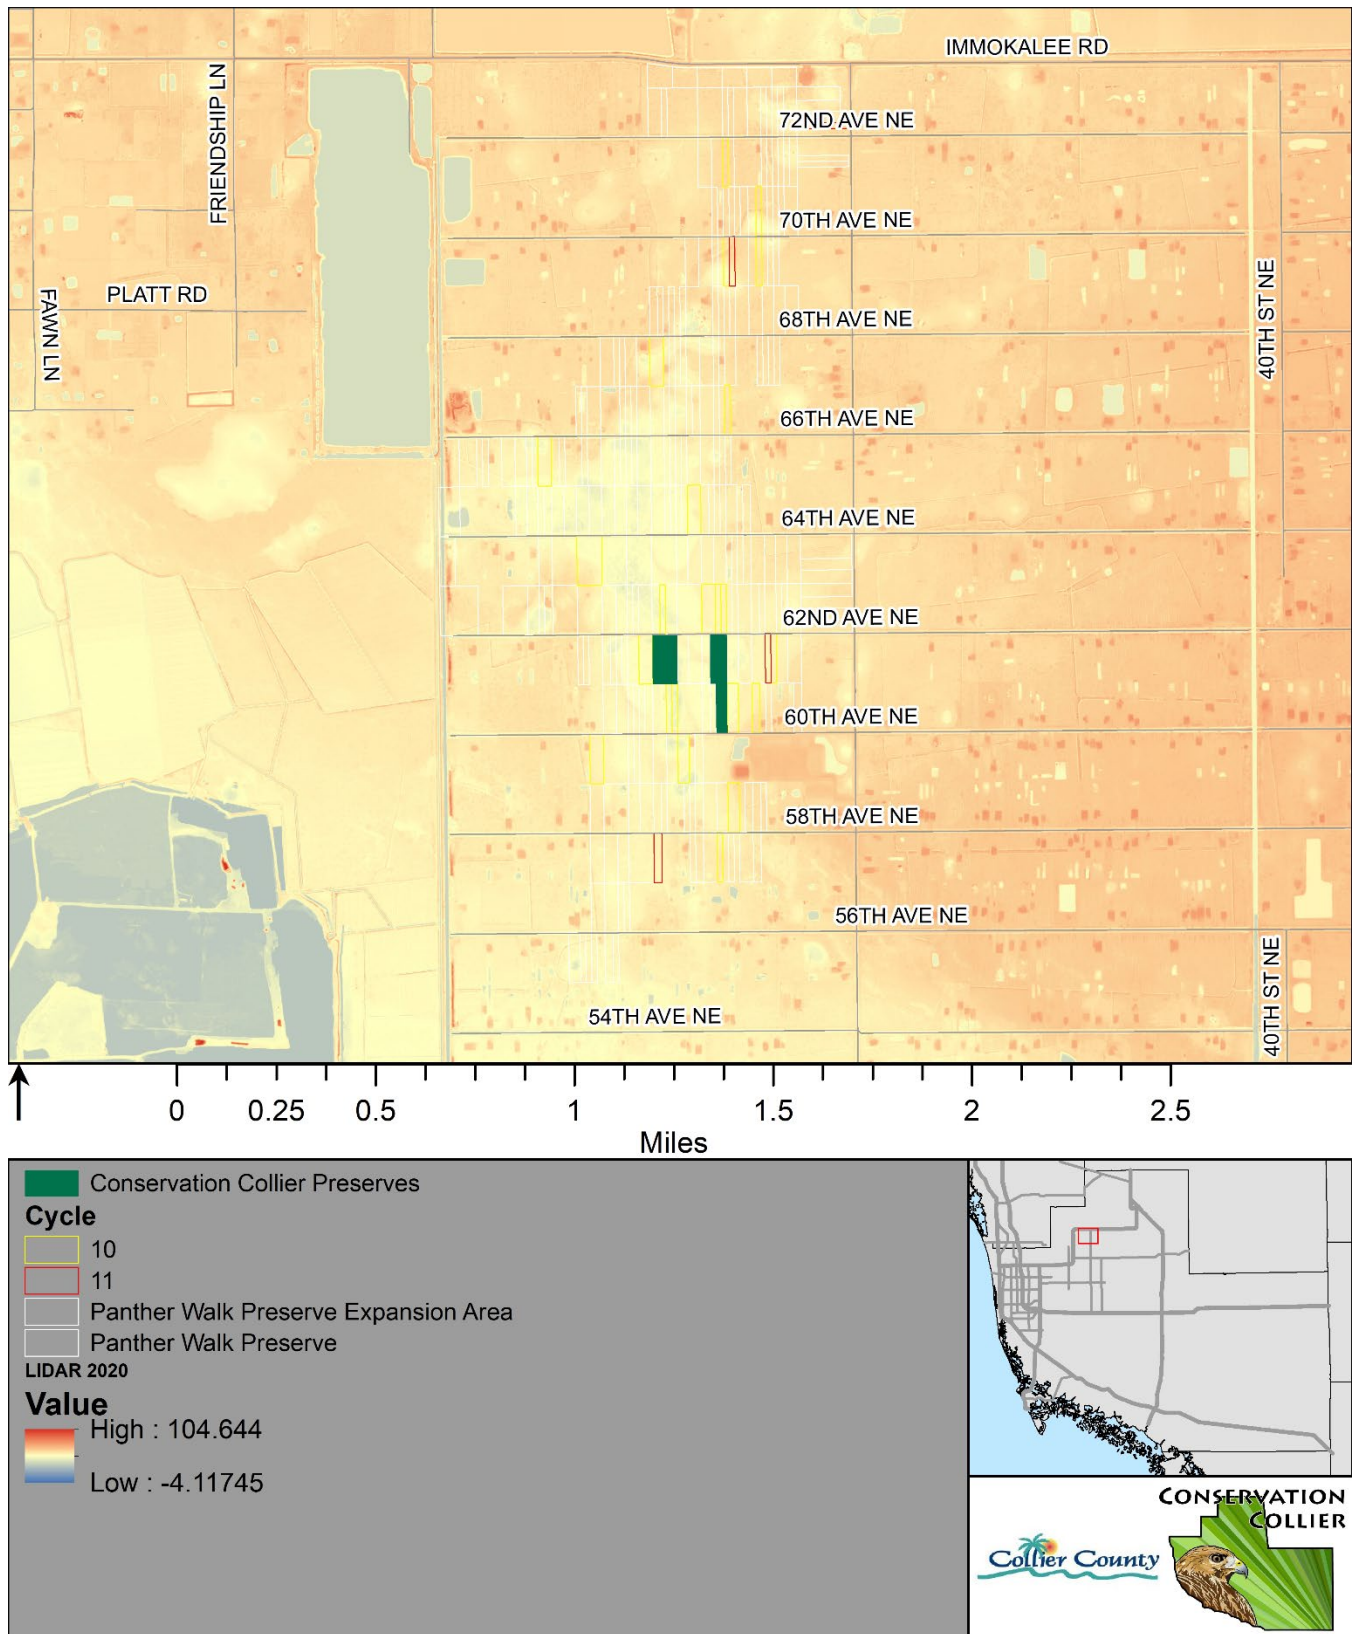 IMMOKALEE RD
FRIENDSHIP LN
72ND AVE NE
70TH AVE NE
PLATT RD
FAWN LN
68TH AVE NE
40TH ST NE
66TH AVE NE
64TH AVE NE
62ND AVE NE
60TH AVE NE
58TH AVE NE
56TH AVE NE
40TH ST NE
54TH AVE NE
0 0.25 0.5 1 1.5 2 2.5
Miles
Conservation Collier Preserves
Cycle
10
11
Panther Walk Preserve Expansion Area
Panther Walk Preserve
LIDAR 2020
Value
High : 104.644
Low : -4.11745
CONSERVATION
COLLIER
Collier County